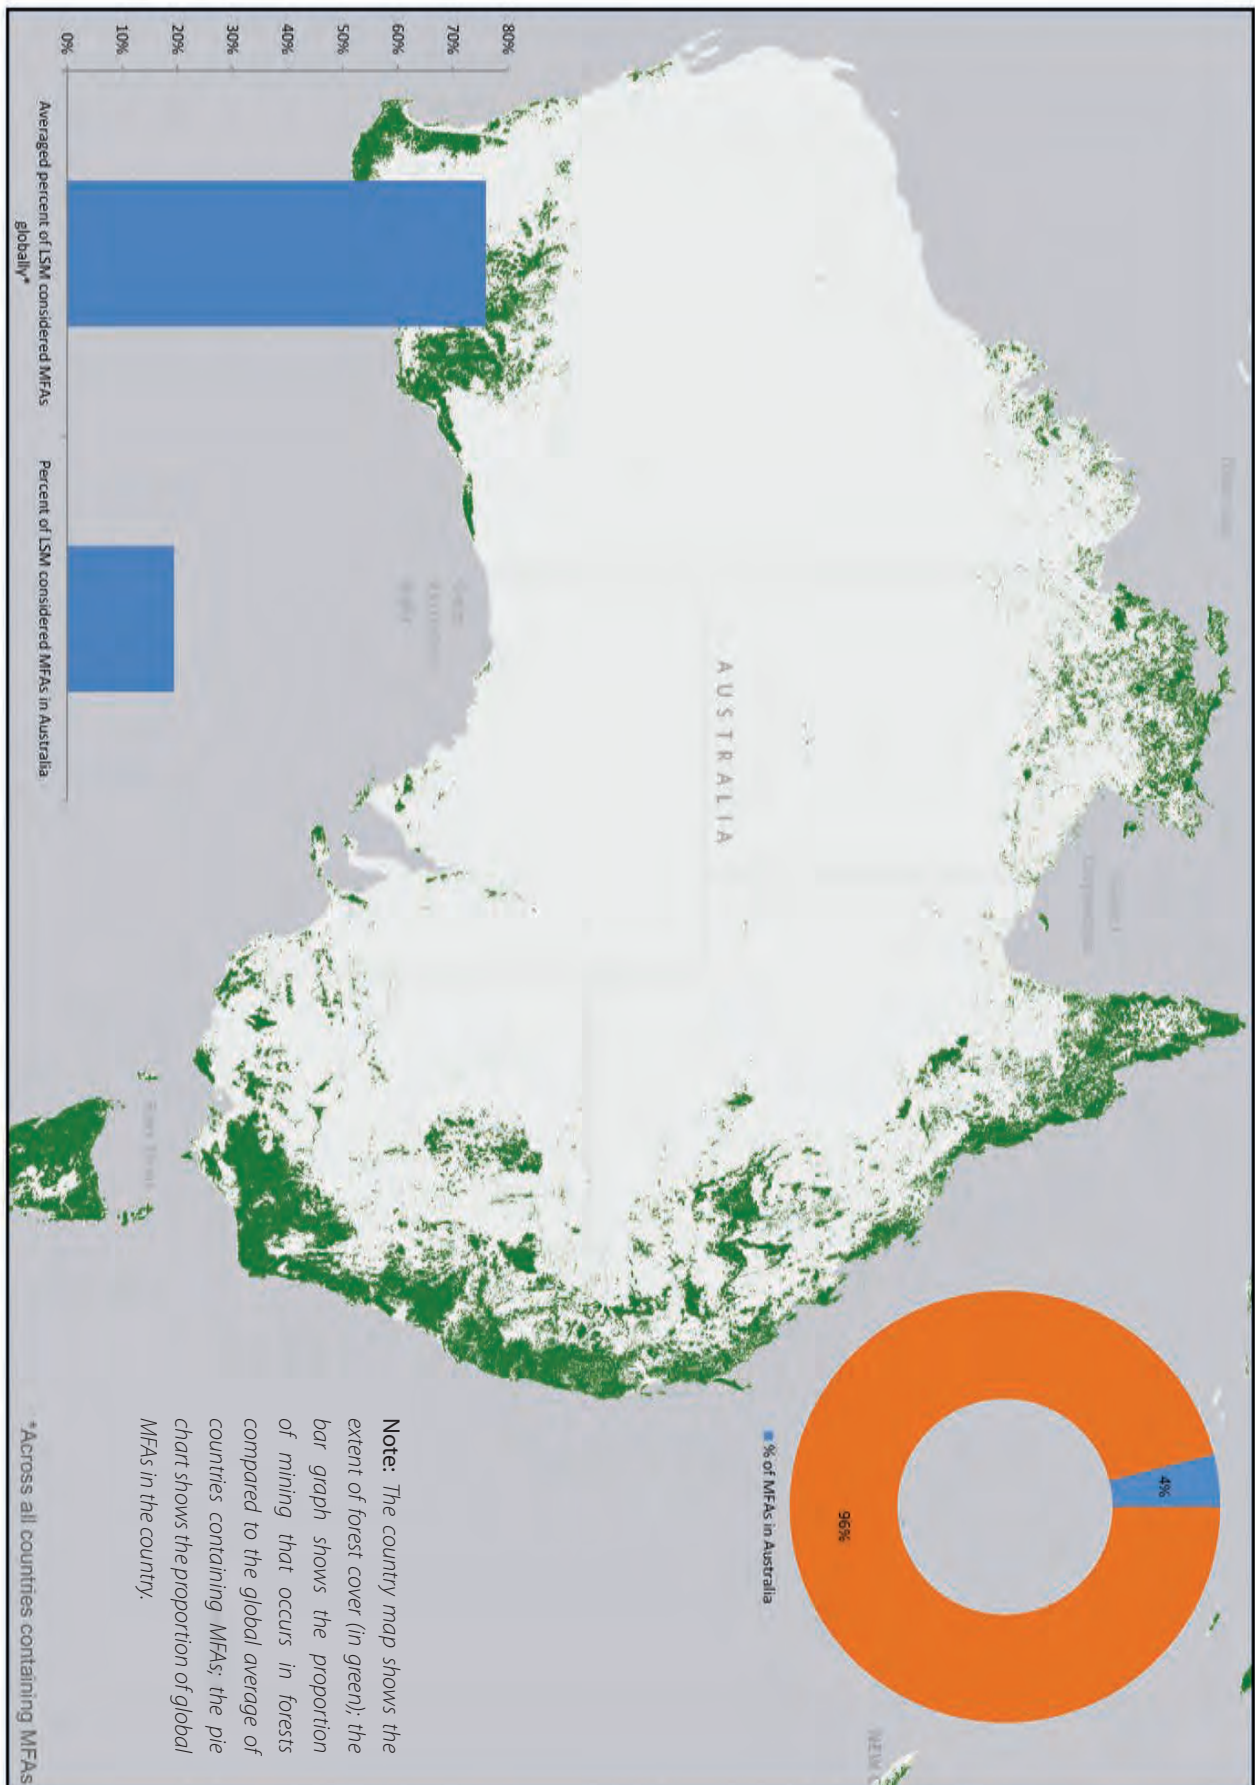 AUSTRALIA
4%
96%
% of MFAs in Australia
80%
70%
60%
50%
40%
30%
20%
10%
0%
Averaged percent of LSM considered MFAs
globally*
Percent of LSM considered MFAs in Australia
Note: The country map shows the
extent of forest cover (in green); the
bar graph shows the proportion
of mining that occurs in forests
compared to the global average of
countries containing MFAs; the pie
chart shows the proportion of global
MFAs in the country.
*Across all countries containing MFAs